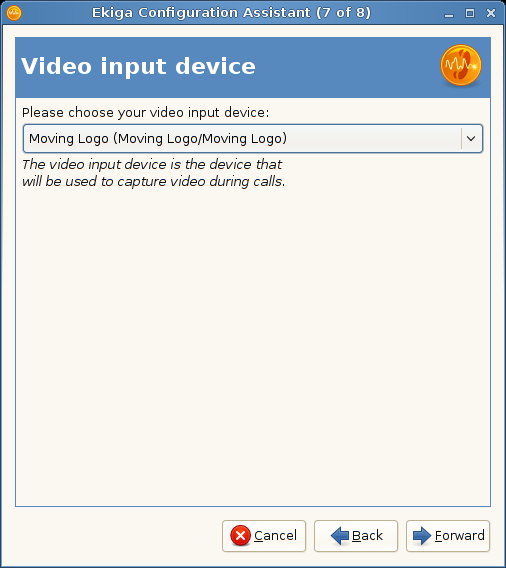 Ekiga Configuration Assistant (7 of 8)
Video input device
Please choose your video input device:
Moving Logo (Moving Logo/Moving Logo)
The video input device is the device that
will be used to capture video during calls.
Cancel
Back
Forward